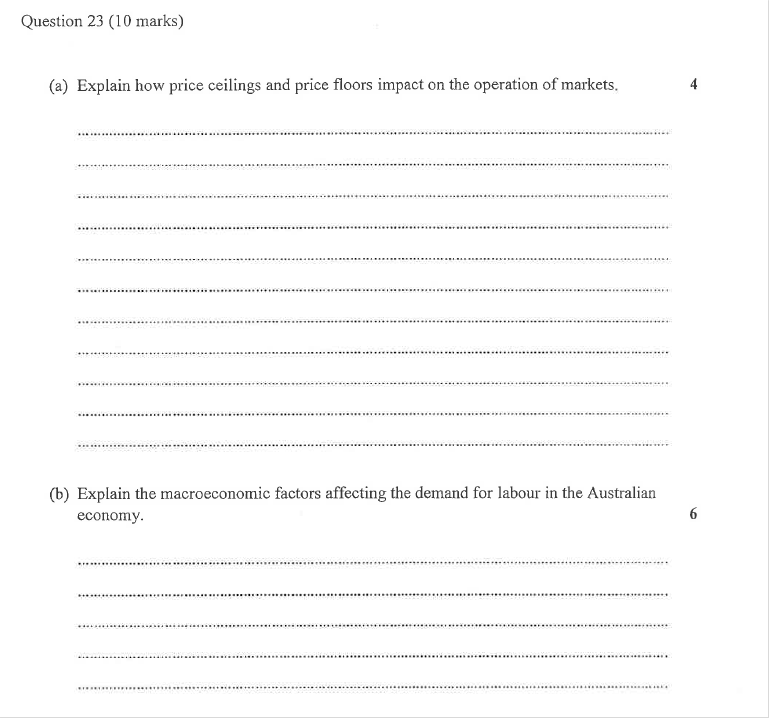 Question 23 (10 marks)
(a) Explain how price ceilings and price floors impact on the operation of markets. 4
(b) Explain the macroeconomic factors affecting the demand for labour in the Australian
economy. 6